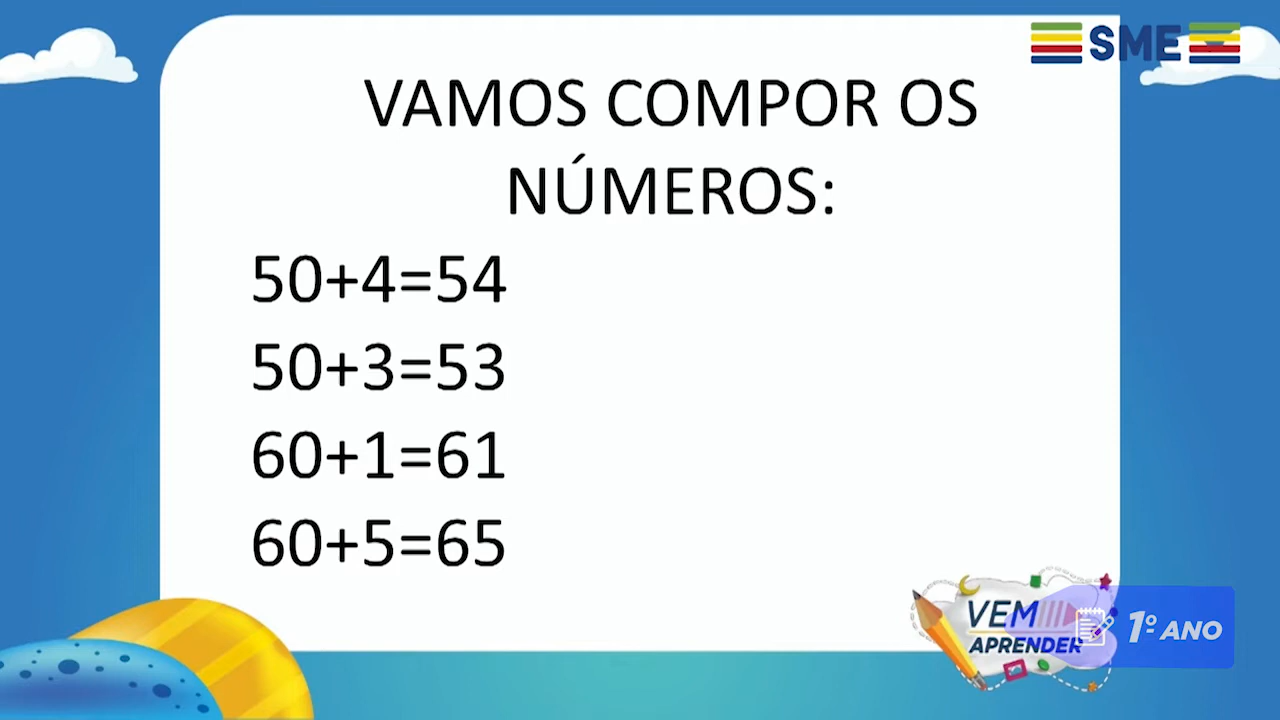 SME
VAMOS COMPOR OS
NÚMEROS:
50+4=54
50+3=53
60+1=61
60+5=65
VEM
APRENDER
1º ANO